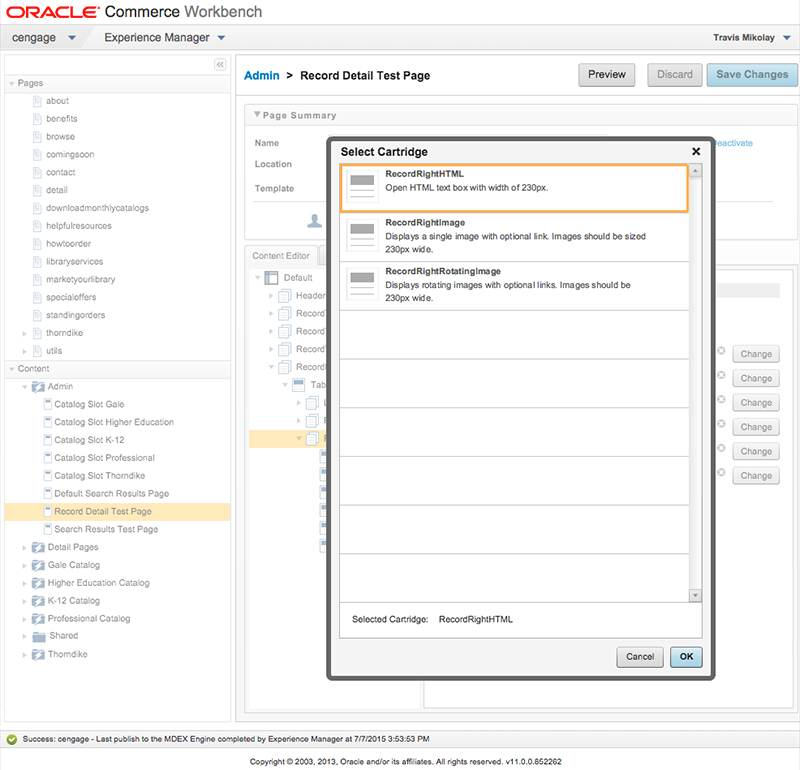 ORACLE Commerce Workbench
cengage Experience Manager Travis Mikolay
Pages
about
benefits
browse
comingsoon
contact
detail
downloadmonthlycatalogs
helpfulresources
howtoorder
libraryservices
marketyourlibrary
specialoffers
standingorders
thorndike
utils
Content
Admin
Catalog Slot Gale
Catalog Slot Higher Education
Catalog Slot K-12
Catalog Slot Professional
Catalog Slot Thorndike
Default Search Results Page
Record Detail Test Page
Search Results Test Page
Detail Pages
Gale Catalog
Higher Education Catalog
K-12 Catalog
Professional Catalog
Shared
Thorndike
Admin > Record Detail Test Page
Preview Discard Save Changes
Page Summary
Name
Location
Template
Content Editor
Default
Header
Select Cartridge
RecordRightHTML
Open HTML text box with width of 230px.
RecordRightImage
Displays a single image with optional link. Images should be sized
230px wide.
RecordRightRotatingImage
Displays rotating images with optional links. Images should be
230px wide.
Selected Cartridge: RecordRightHTML
Cancel OK
Change
Change
Change
Change
Change
Change
Success: cengage - Last publish to the MDEX Engine completed by Experience Manager at 7/7/2015 3:53:53 PM
Copyright © 2003, 2013, Oracle and/or its affiliates. All rights reserved. v11.0.0.852262